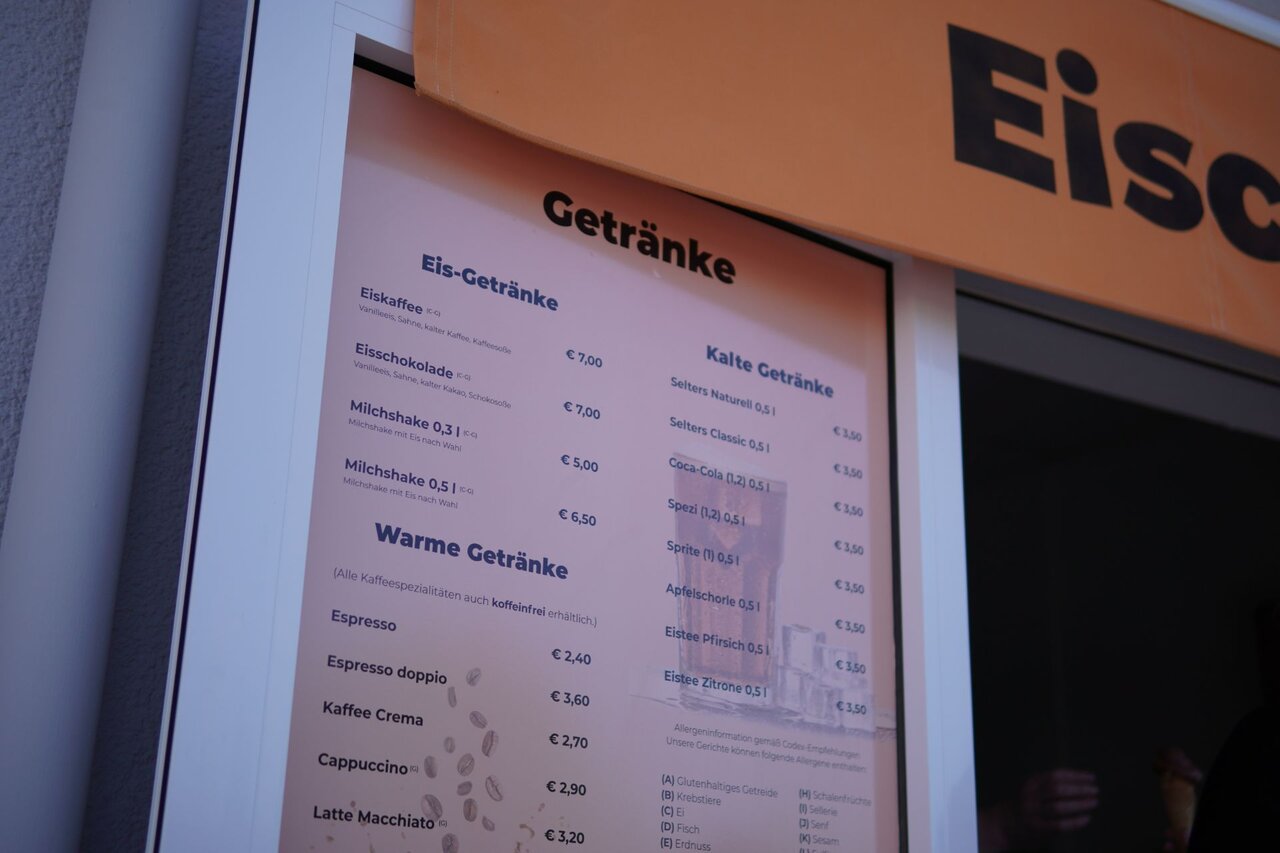 Eisc
Getränke
Eis-Getränke
Eiskaffee (C-G)
Vanilleeis, Sahne, kalter Kaffee, Kaffeesoße
€ 7,00
Eisschokolade (C-G)
Vanilleeis, Sahne, kalter Kakao, Schokosoße
€ 7,00
Milchshake 0,3 l (C-G)
Milchshake mit Eis nach Wahl
€ 5,00
Milchshake 0,5 l (C-G)
Milchshake mit Eis nach Wahl
€ 6,50
Warme Getränke
(Alle Kaffeespezialitäten auch koffeinfrei erhältlich.)
Espresso
€ 2,40
Espresso doppio
€ 3,60
Kaffee Crema
€ 2,70
Cappuccino (G)
€ 2,90
Latte Macchiato (G)
€ 3,20
Kalte Getränke
Selters Naturell 0,5 l
€ 3,50
Selters Classic 0,5 l
€ 3,50
Coca-Cola (1,2) 0,5 l
€ 3,50
Spezi (1,2) 0,5 l
€ 3,50
Sprite (1) 0,5 l
€ 3,50
Apfelschorle 0,5 l
€ 3,50
Eistee Pfirsich 0,5 l
€ 3,50
Eistee Zitrone 0,5 l
€ 3,50
Allergeninformation gemäß Codex-Empfehlungen
Unsere Gerichte können folgende Allergene enthalten:
(A) Glutenhaltiges Getreide
(B) Krebstiere
(C) Ei
(D) Fisch
(E) Erdnuss
(H) Schalenfrüchte
(I) Sellerie
(J) Senf
(K) Sesam